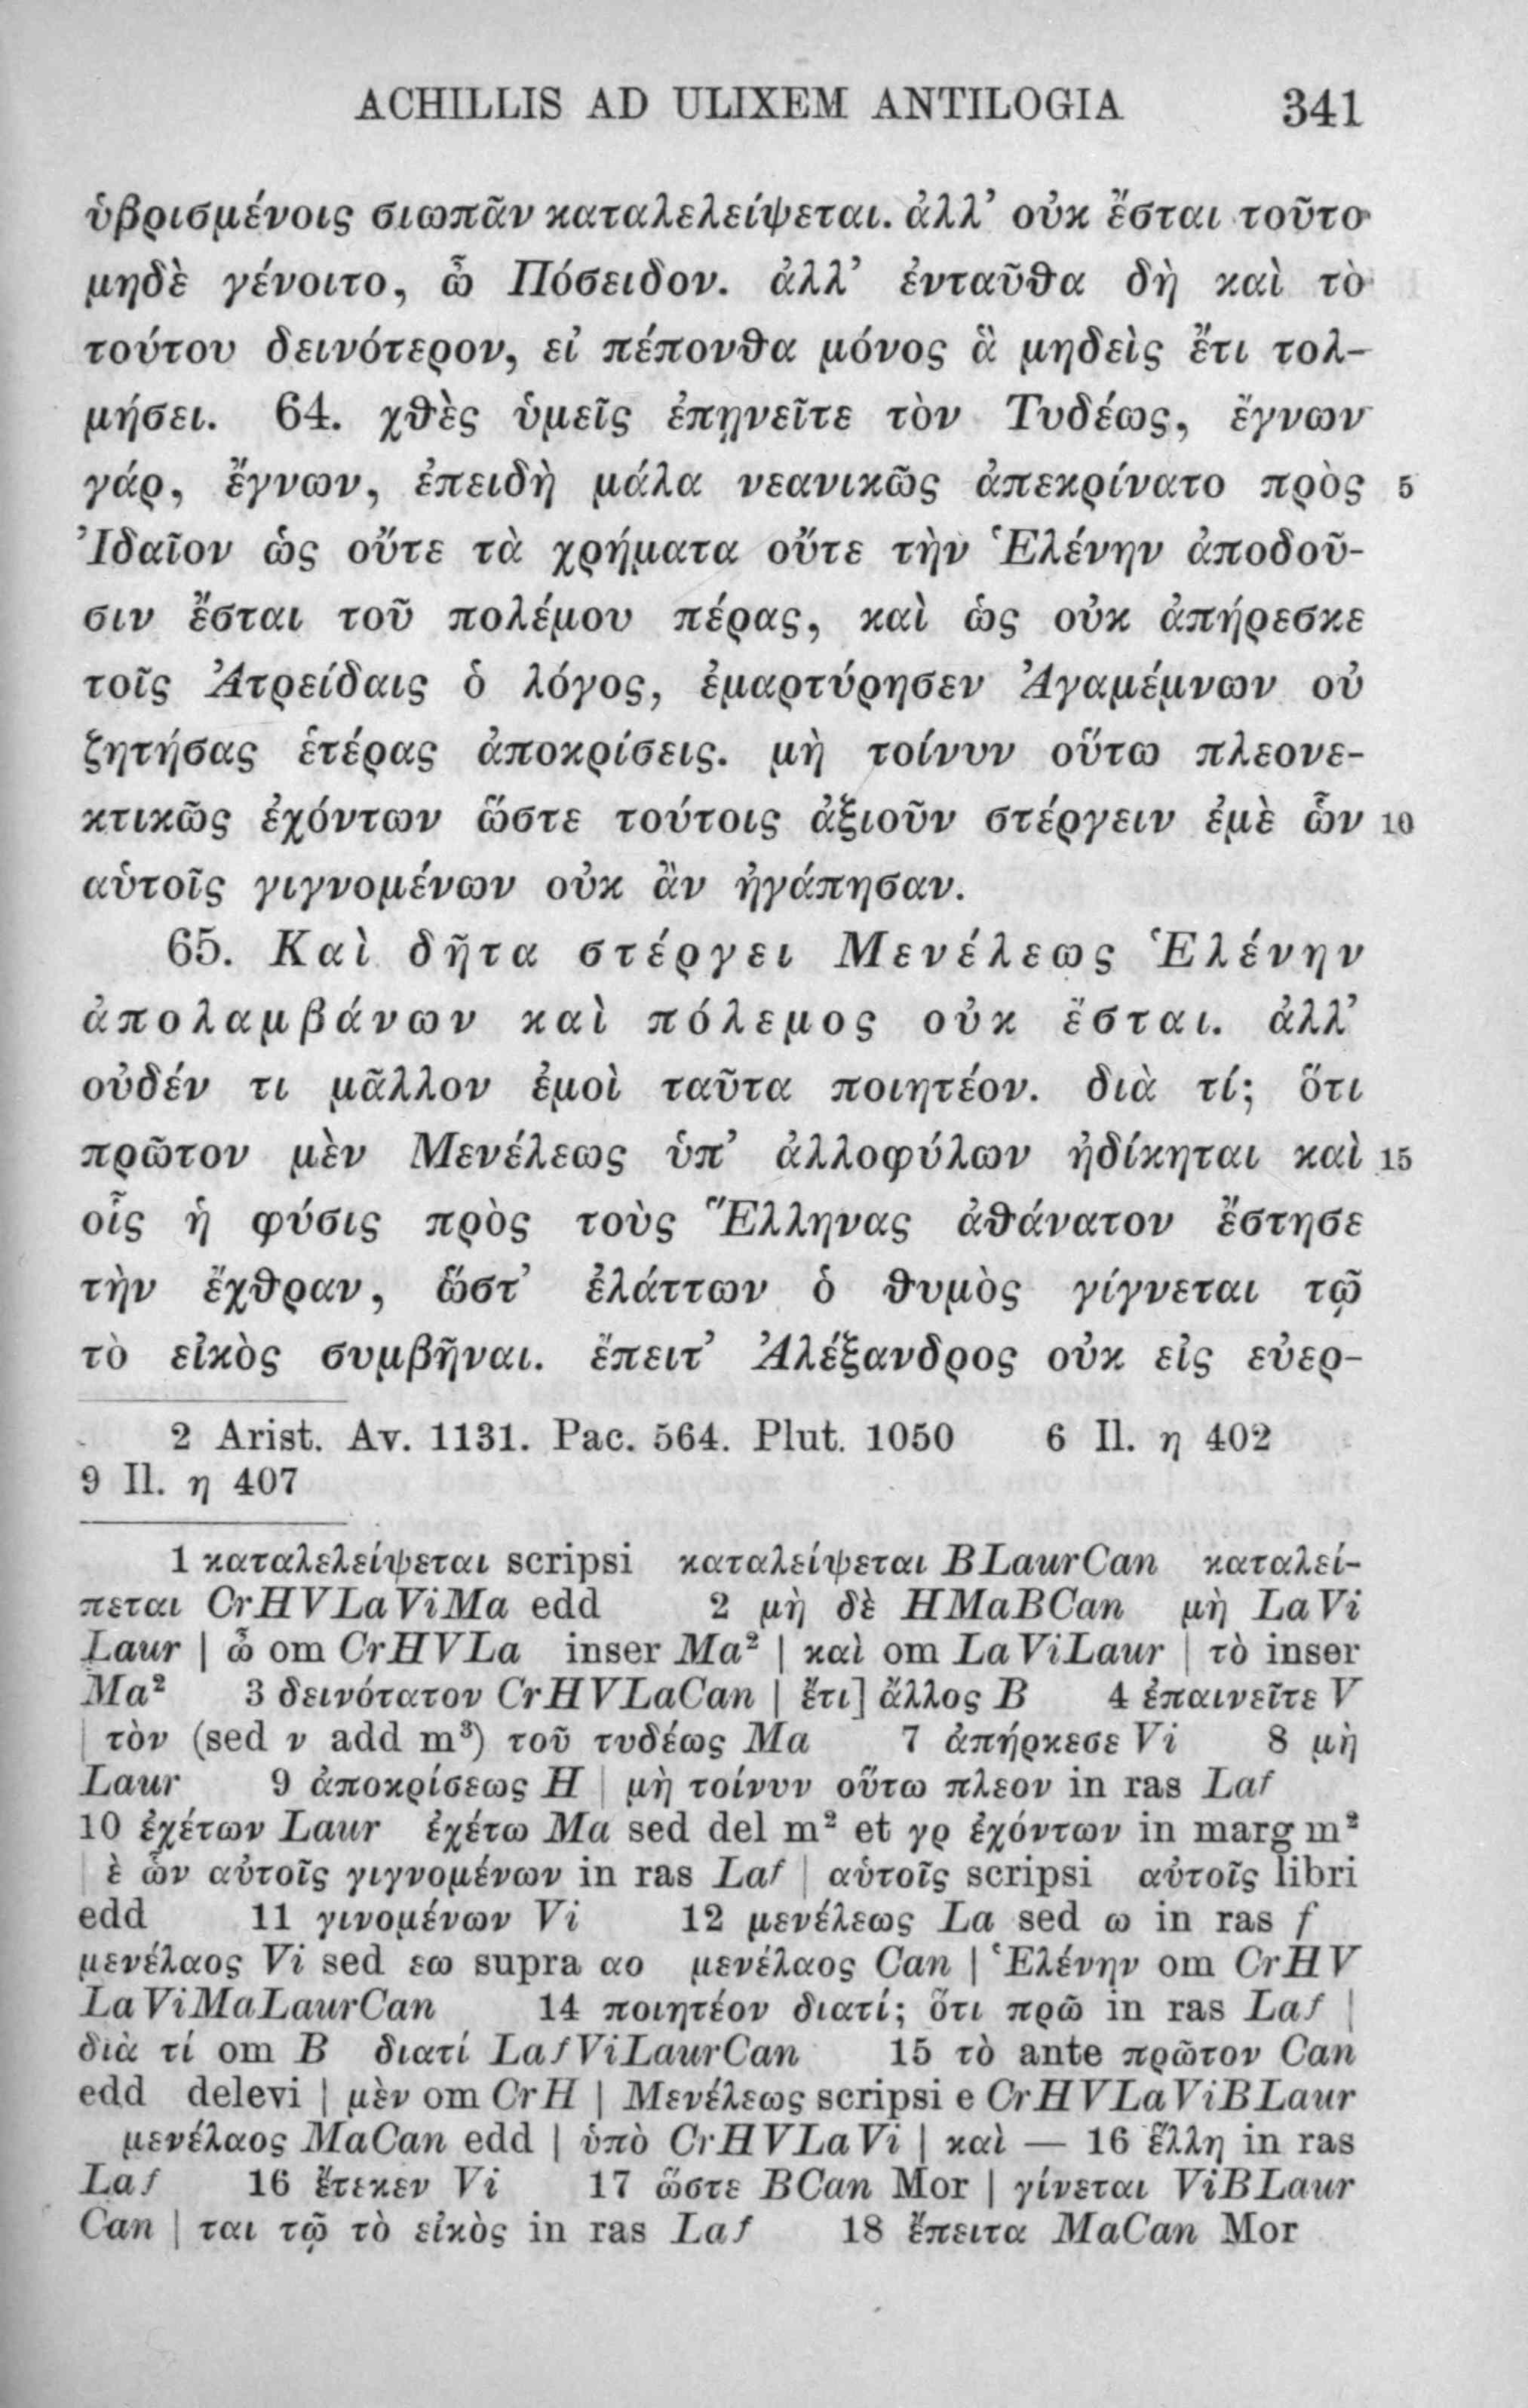 ACHILLIS AD ULIXEM ANTILOGIA 341
ὑβρισμένοις σιωπᾶν καταλελείψεται. ἀλλ’ οὐκ ἔσται τοῦτο
μηδὲ γένοιτο, ὦ Πόσειδον. ἀλλ’ ἐνταῦθα δὴ καὶ τὸ
τούτου δεινότερον, εἰ πέπονθα μόνος ἃ μηδεὶς ἔτι τολ-
μήσει. 64. χθὲς ὑμεῖς ἐπῃνεῖτε τὸν Τυδέως, ἔγνων
γάρ, ἔγνων, ἐπειδὴ μάλα νεανικῶς ἀπεκρίνατο πρὸς 5
Ἰδαῖον ὡς οὔτε τὰ χρήματα οὔτε τὴν Ἑλένην ἀποδοῦ-
σιν ἔσται τοῦ πολέμου πέρας, καὶ ὡς οὐκ ἀπήρεσκε
τοῖς Ἀτρείδαις ὁ λόγος, ἐμαρτύρησεν Ἀγαμέμνων οὐ
ζητήσας ἑτέρας ἀποκρίσεις. μὴ τοίνυν οὕτω πλεονε-
κτικῶς ἐχόντων ὥστε τούτοις ἀξιοῦν στέργειν ἐμὲ ὧν 10
αὑτοῖς γιγνομένων οὐκ ἂν ἠγάπησαν.
65. Καὶ δῆτα στέργει Μενέλεως Ἑλένην
ἀπολαμβάνων καὶ πόλεμος οὐκ ἔσται. ἀλλ’
οὐδέν τι μᾶλλον ἐμοὶ ταῦτα ποιητέον. διὰ τί; ὅτι
πρῶτον μὲν Μενέλεως ὑπ’ ἀλλοφύλων ἠδίκηται καὶ 15
οἷς ἡ φύσις πρὸς τοὺς Ἕλληνας ἀθάνατον ἔστησε
τὴν ἔχθραν, ὥστ’ ἐλάττων ὁ θυμὸς γίγνεται τῷ
τὸ εἰκὸς συμβῆναι. ἔπειτ’ Ἀλέξανδρος οὐκ εἰς εὐερ-
2 Arist. Av. 1131. Pac. 564. Plut. 1050 6 Il. η 402
9 Il. η 407
1 καταλελείψεται scripsi καταλείψεται BLaurCan καταλεί-
πεται CrHVLaViMa edd 2 μὴ δὲ HMaBCan μὴ LaVi
Laur | ὦ om CrHVLa inser Ma² | καὶ om LaViLaur | τὸ inser
Ma² 3 δεινότατον CrHVLaCan | ἔτι] ἄλλος B 4 ἐπαινεῖτε V
| τὸν (sed ν add m³) τοῦ τυδέως Ma 7 ἀπήρκεσε Vi 8 μὴ
Laur 9 ἀποκρίσεως H | μὴ τοίνυν οὕτω πλεον in ras Laf
10 ἐχέτων Laur ἐχέτω Ma sed del m² et γρ ἐχόντων in marg m²
| ὲ ὧν αὐτοῖς γιγνομένων in ras Laf | αὑτοῖς scripsi αὐτοῖς libri
edd 11 γινομένων Vi 12 μενέλεως La sed ω in ras f
μενέλαος Vi sed εω supra αο μενέλαος Can | Ἑλένην om CrHV
LaViMaLaurCan 14 ποιητέον διατί; ὅτι πρῶ in ras Laf |
διὰ τί om B διατί LafViLaurCan 15 τὸ ante πρῶτον Can
edd delevi | μὲν om CrH | Μενέλεως scripsi e CrHVLaViBLaur
μενέλαος MaCan edd | ὑπὸ CrHVLaVi | καὶ — 16 ἕλλη in ras
Laf 16 ἔτεκεν Vi 17 ὥστε BCan Mor | γίνεται ViBLaur
Can | ται τῷ τὸ εἰκὸς in ras Laf 18 ἔπειτα MaCan Mor